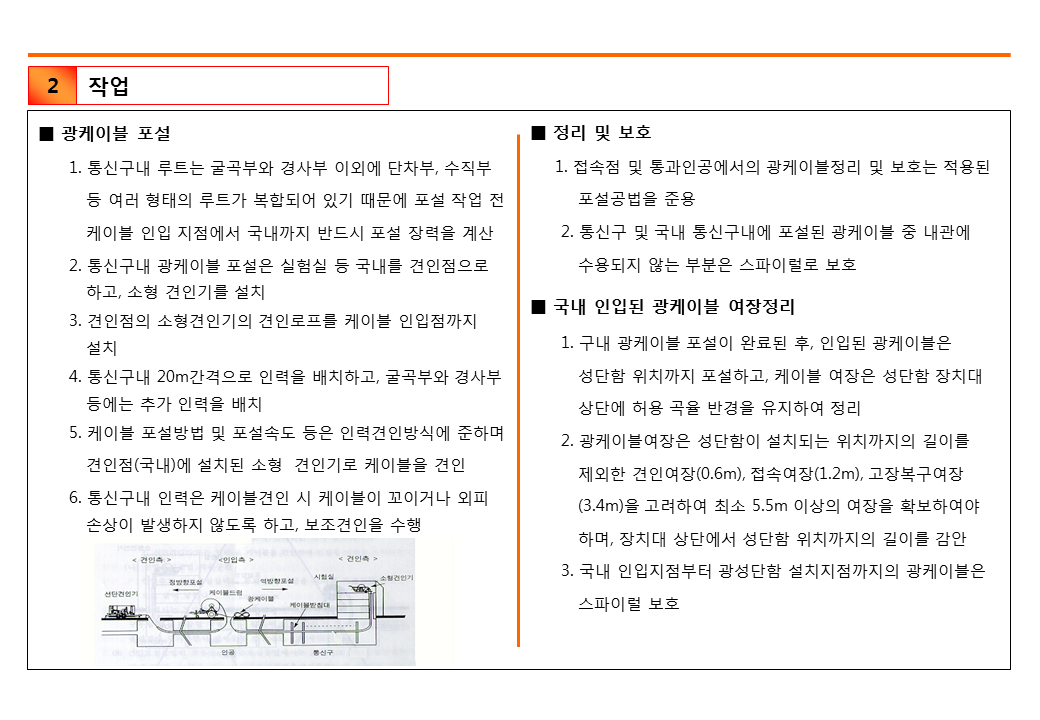 2 작업
■ 광케이블 포설
1. 통신구내 루트는 굴곡부와 경사부 이외에 단차부, 수직부
등 여러 형태의 루트가 복합되어 있기 때문에 포설 작업 전
케이블 인입 지점에서 국내까지 반드시 포설 장력을 계산
2. 통신구내 광케이블 포설은 실험실 등 국내를 견인점으로
하고, 소형 견인기를 설치
3. 견인점의 소형견인기의 견인로프를 케이블 인입점까지
설치
4. 통신구내 20m간격으로 인력을 배치하고, 굴곡부와 경사부
등에는 추가 인력을 배치
5. 케이블 포설방법 및 포설속도 등은 인력견인방식에 준하며
견인점(국내)에 설치된 소형 견인기로 케이블을 견인
6. 통신구내 인력은 케이블견인 시 케이블이 꼬이거나 외피
손상이 발생하지 않도록 하고, 보조견인을 수행
< 견인측 > <인입측 > < 견인측 >
정방향포설 역방향포설 시험실 소형견인기
선단견인기 케이블드럼 광케이블 케이블받침대
인공 통신구
■ 정리 및 보호
1. 접속점 및 통과인공에서의 광케이블정리 및 보호는 적용된
포설공법을 준용
2. 통신구 및 국내 통신구내에 포설된 광케이블 중 내관에
수용되지 않는 부분은 스파이럴로 보호
■ 국내 인입된 광케이블 여장정리
1. 구내 광케이블 포설이 완료된 후, 인입된 광케이블은
성단함 위치까지 포설하고, 케이블 여장은 성단함 장치대
상단에 허용 곡율 반경을 유지하여 정리
2. 광케이블여장은 성단함이 설치되는 위치까지의 길이를
제외한 견인여장(0.6m), 접속여장(1.2m), 고장복구여장
(3.4m)을 고려하여 최소 5.5m 이상의 여장을 확보하여야
하며, 장치대 상단에서 성단함 위치까지의 길이를 감안
3. 국내 인입지점부터 광성단함 설치지점까지의 광케이블은
스파이럴 보호